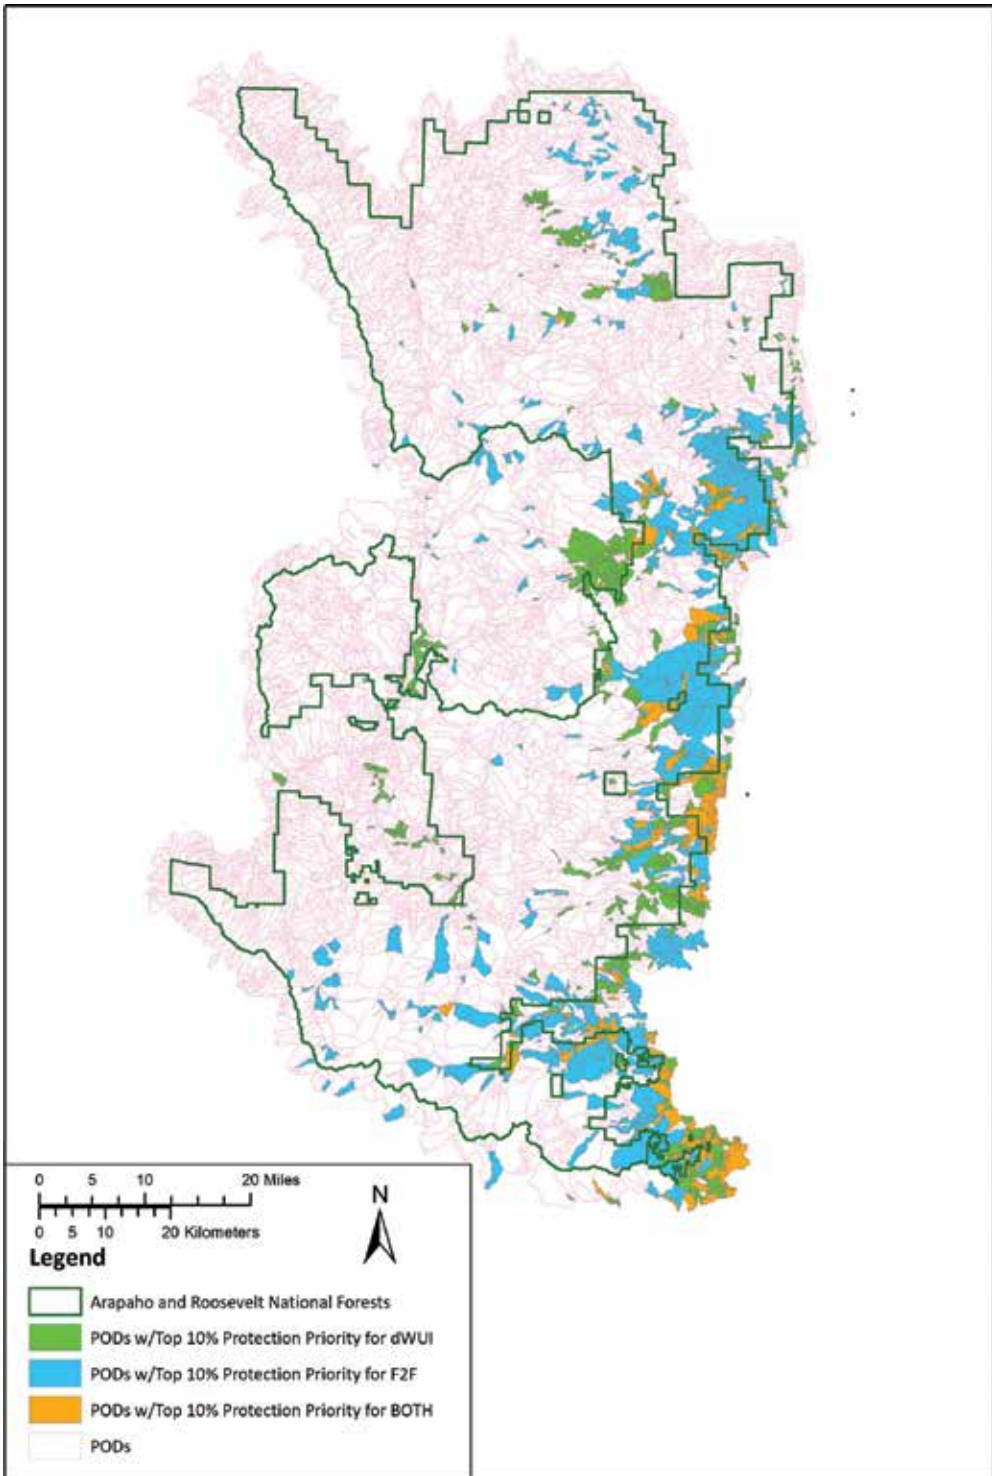 0 5 10 20 Miles
0 5 10 20 Kilometers
N
Legend
Arapaho and Roosevelt National Forests
PODs w/Top 10% Protection Priority for dWUI
PODs w/Top 10% Protection Priority for F2F
PODs w/Top 10% Protection Priority for BOTH
PODs